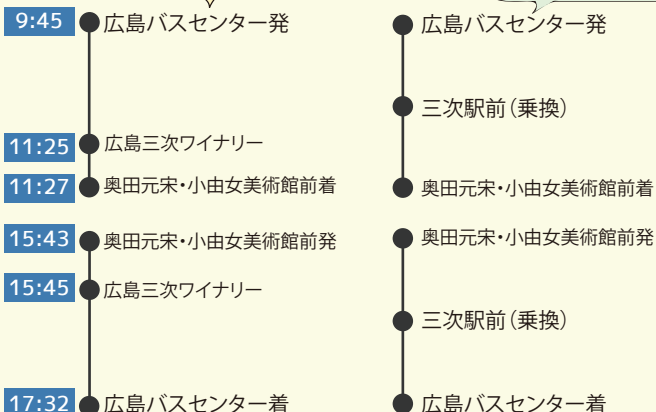 9:45 広島バスセンター発
11:25 広島三次ワイナリー
11:27 奥田元宋・小由女美術館前着
15:43 奥田元宋・小由女美術館前発
15:45 広島三次ワイナリー
17:32 広島バスセンター着
広島バスセンター発
三次駅前(乗換)
奥田元宋・小由女美術館前着
奥田元宋・小由女美術館前発
三次駅前(乗換)
広島バスセンター着